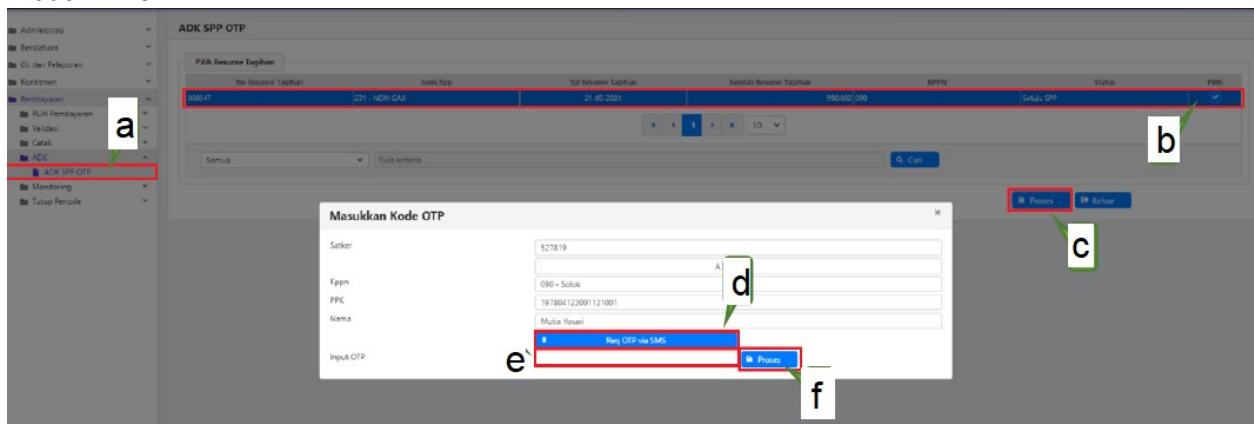 Administrasi
Bendahara
GL dan Pelaporan
Komitmen
Pembayaran
RUH Pembayaran
Validasi
Cetak
ADK
ADK SPP OTP
Monitoring
Tutup Periode
a
ADK SPP OTP
Pilih Resume Tagihan
No Resume Tagihan Jenis Spp Tgl Resume Tagihan Jumlah Resume Tagihan KPPN Status Pilih
00054T 231 - NON GAJI 21-05-2021 990.000 090 Setuju SPP
b
1 10
Semua Tulis kriteria Cari
Proses Keluar
c
Masukkan Kode OTP ×
Satker 527819
A
Kppn 090 - Solok
PPK 197804122001121001
Nama Mutia Yosari
d
Req OTP via SMS
Input OTP Proses
e
f